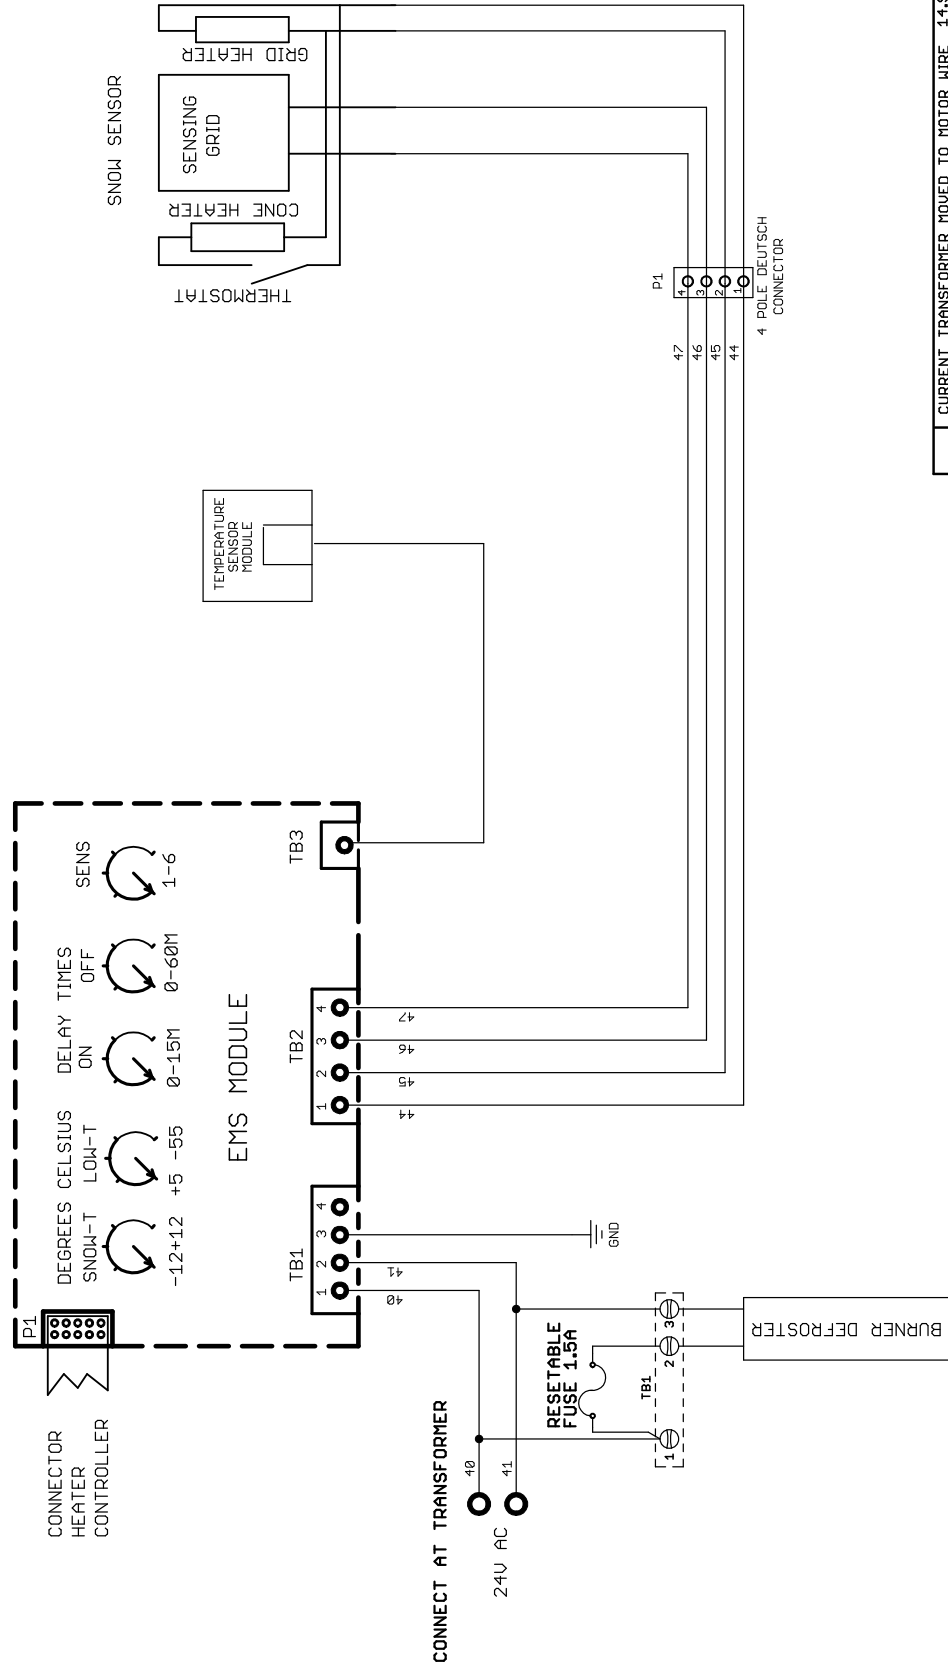 CONNECTOR
HEATER
CONTROLLER
P1
DEGREES CELSIUS
SNOW-T
LOW-T
DELAY TIMES
ON
OFF
SENS
-12+12
+5 -55
0-15M
0-60M
1-6
EMS MODULE
TB1
TB2
TB3
1
2
3
4
1
2
3
4
40
41
44
45
46
47
SNOW SENSOR
GRID HEATER
SENSING
GRID
CONE HEATER
THERMOSTAT
TEMPERATURE
SENSOR
MODULE
P1
4
3
2
1
47
46
45
44
4 POLE DEUTSCH
CONNECTOR
CONNECT AT TRANSFORMER
24V AC
40
41
RESETABLE
FUSE 1.5A
GND
TB1
1
2
3
BURNER DEFROSTER
CURRENT TRANSFORMER MOVED TO MOTOR WIRE